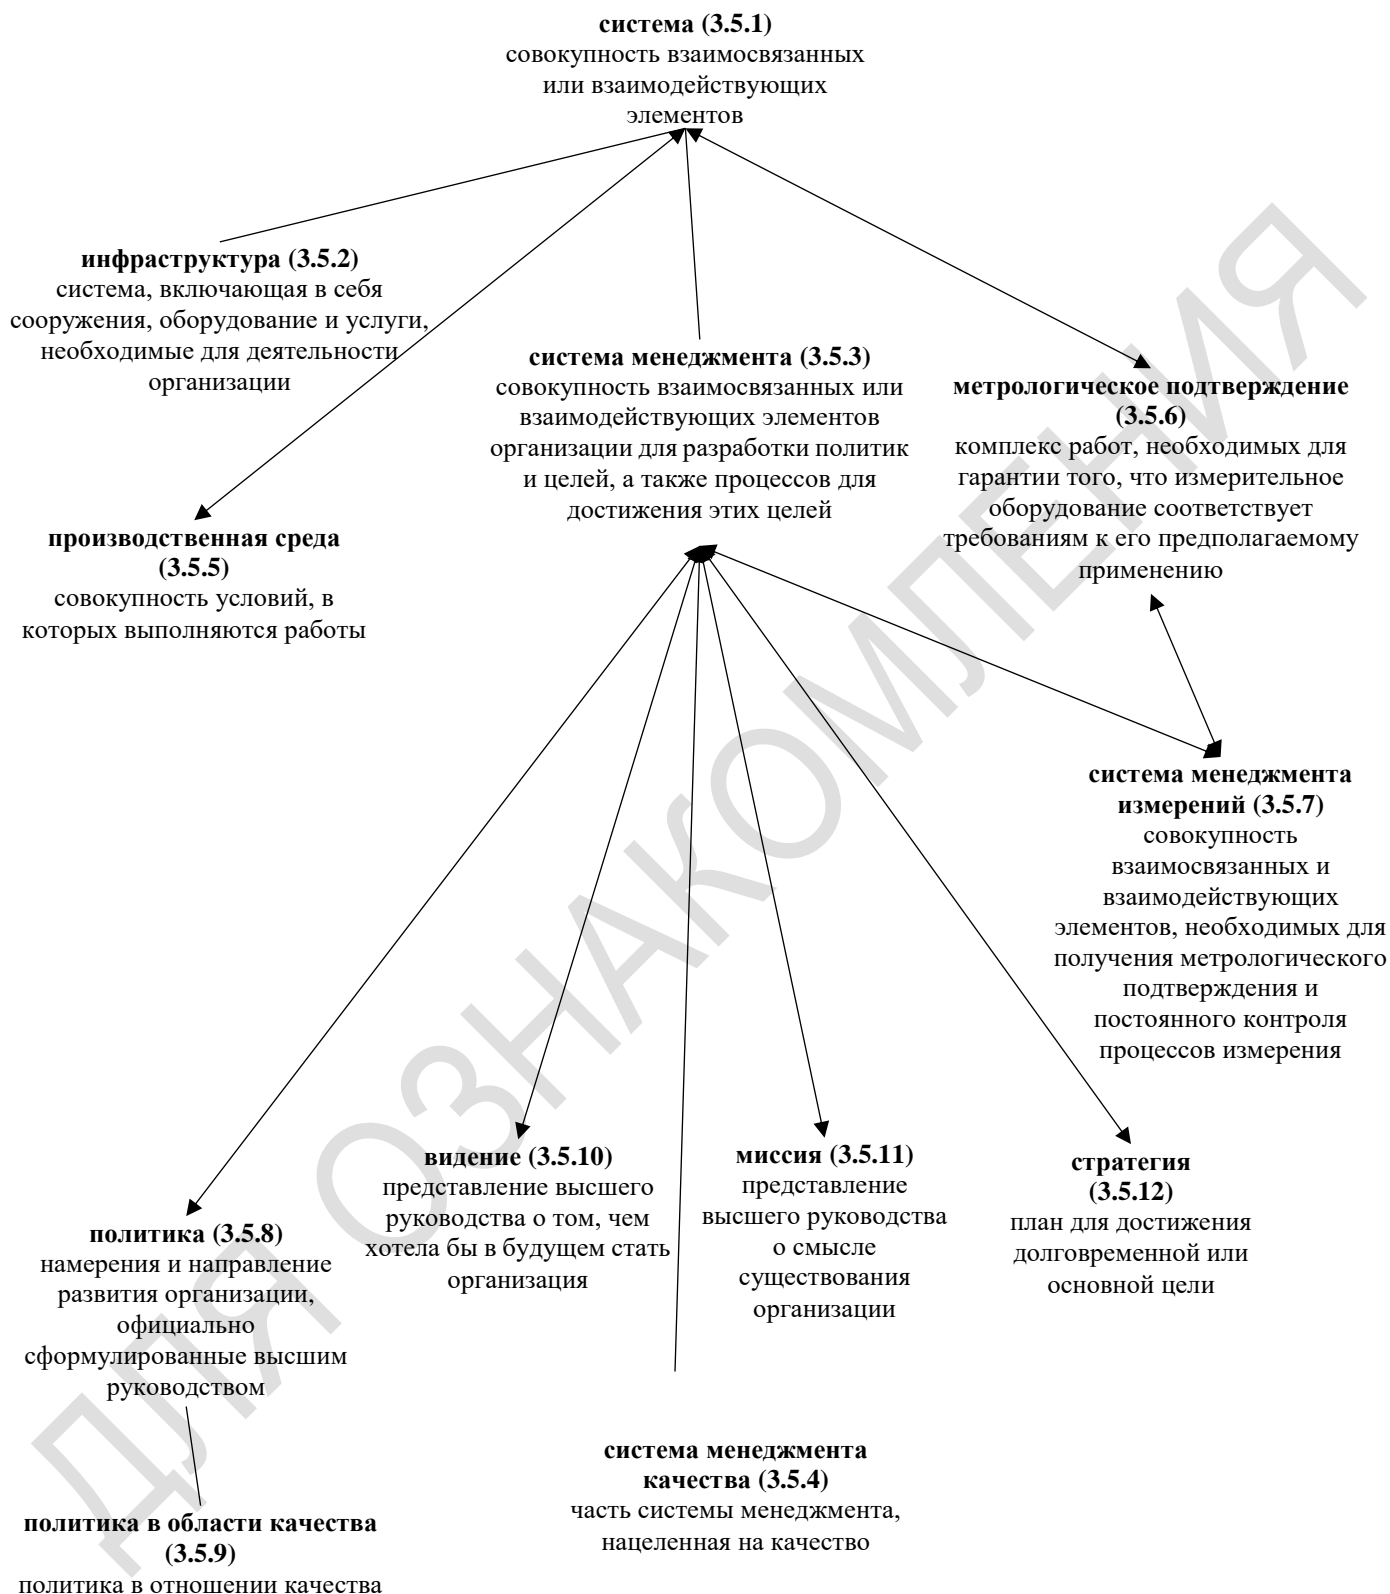 система (3.5.1)
совокупность взаимосвязанных
или взаимодействующих
элементов
инфраструктура (3.5.2)
система, включающая в себя
сооружения, оборудование и услуги,
необходимые для деятельности
организации
система менеджмента (3.5.3)
совокупность взаимосвязанных или
взаимодействующих элементов
организации для разработки политик
и целей, а также процессов для
достижения этих целей
метрологическое подтверждение
(3.5.6)
комплекс работ, необходимых для
гарантии того, что измерительное
оборудование соответствует
требованиям к его предполагаемому
применению
производственная среда
(3.5.5)
совокупность условий, в
которых выполняются работы
система менеджмента
измерений (3.5.7)
совокупность
взаимосвязанных и
взаимодействующих
элементов, необходимых для
получения метрологического
подтверждения и
постоянного контроля
процессов измерения
политика (3.5.8)
намерения и направление
развития организации,
официально
сформулированные высшим
руководством
видение (3.5.10)
представление высшего
руководства о том, чем
хотела бы в будущем стать
организация
миссия (3.5.11)
представление
высшего руководства
о смысле
существования
организации
стратегия
(3.5.12)
план для достижения
долговременной или
основной цели
система менеджмента
качества (3.5.4)
часть системы менеджмента,
нацеленная на качество
политика в области качества
(3.5.9)
политика в отношении качества
ДЛЯ ОЗНАКОМЛЕНИЯ